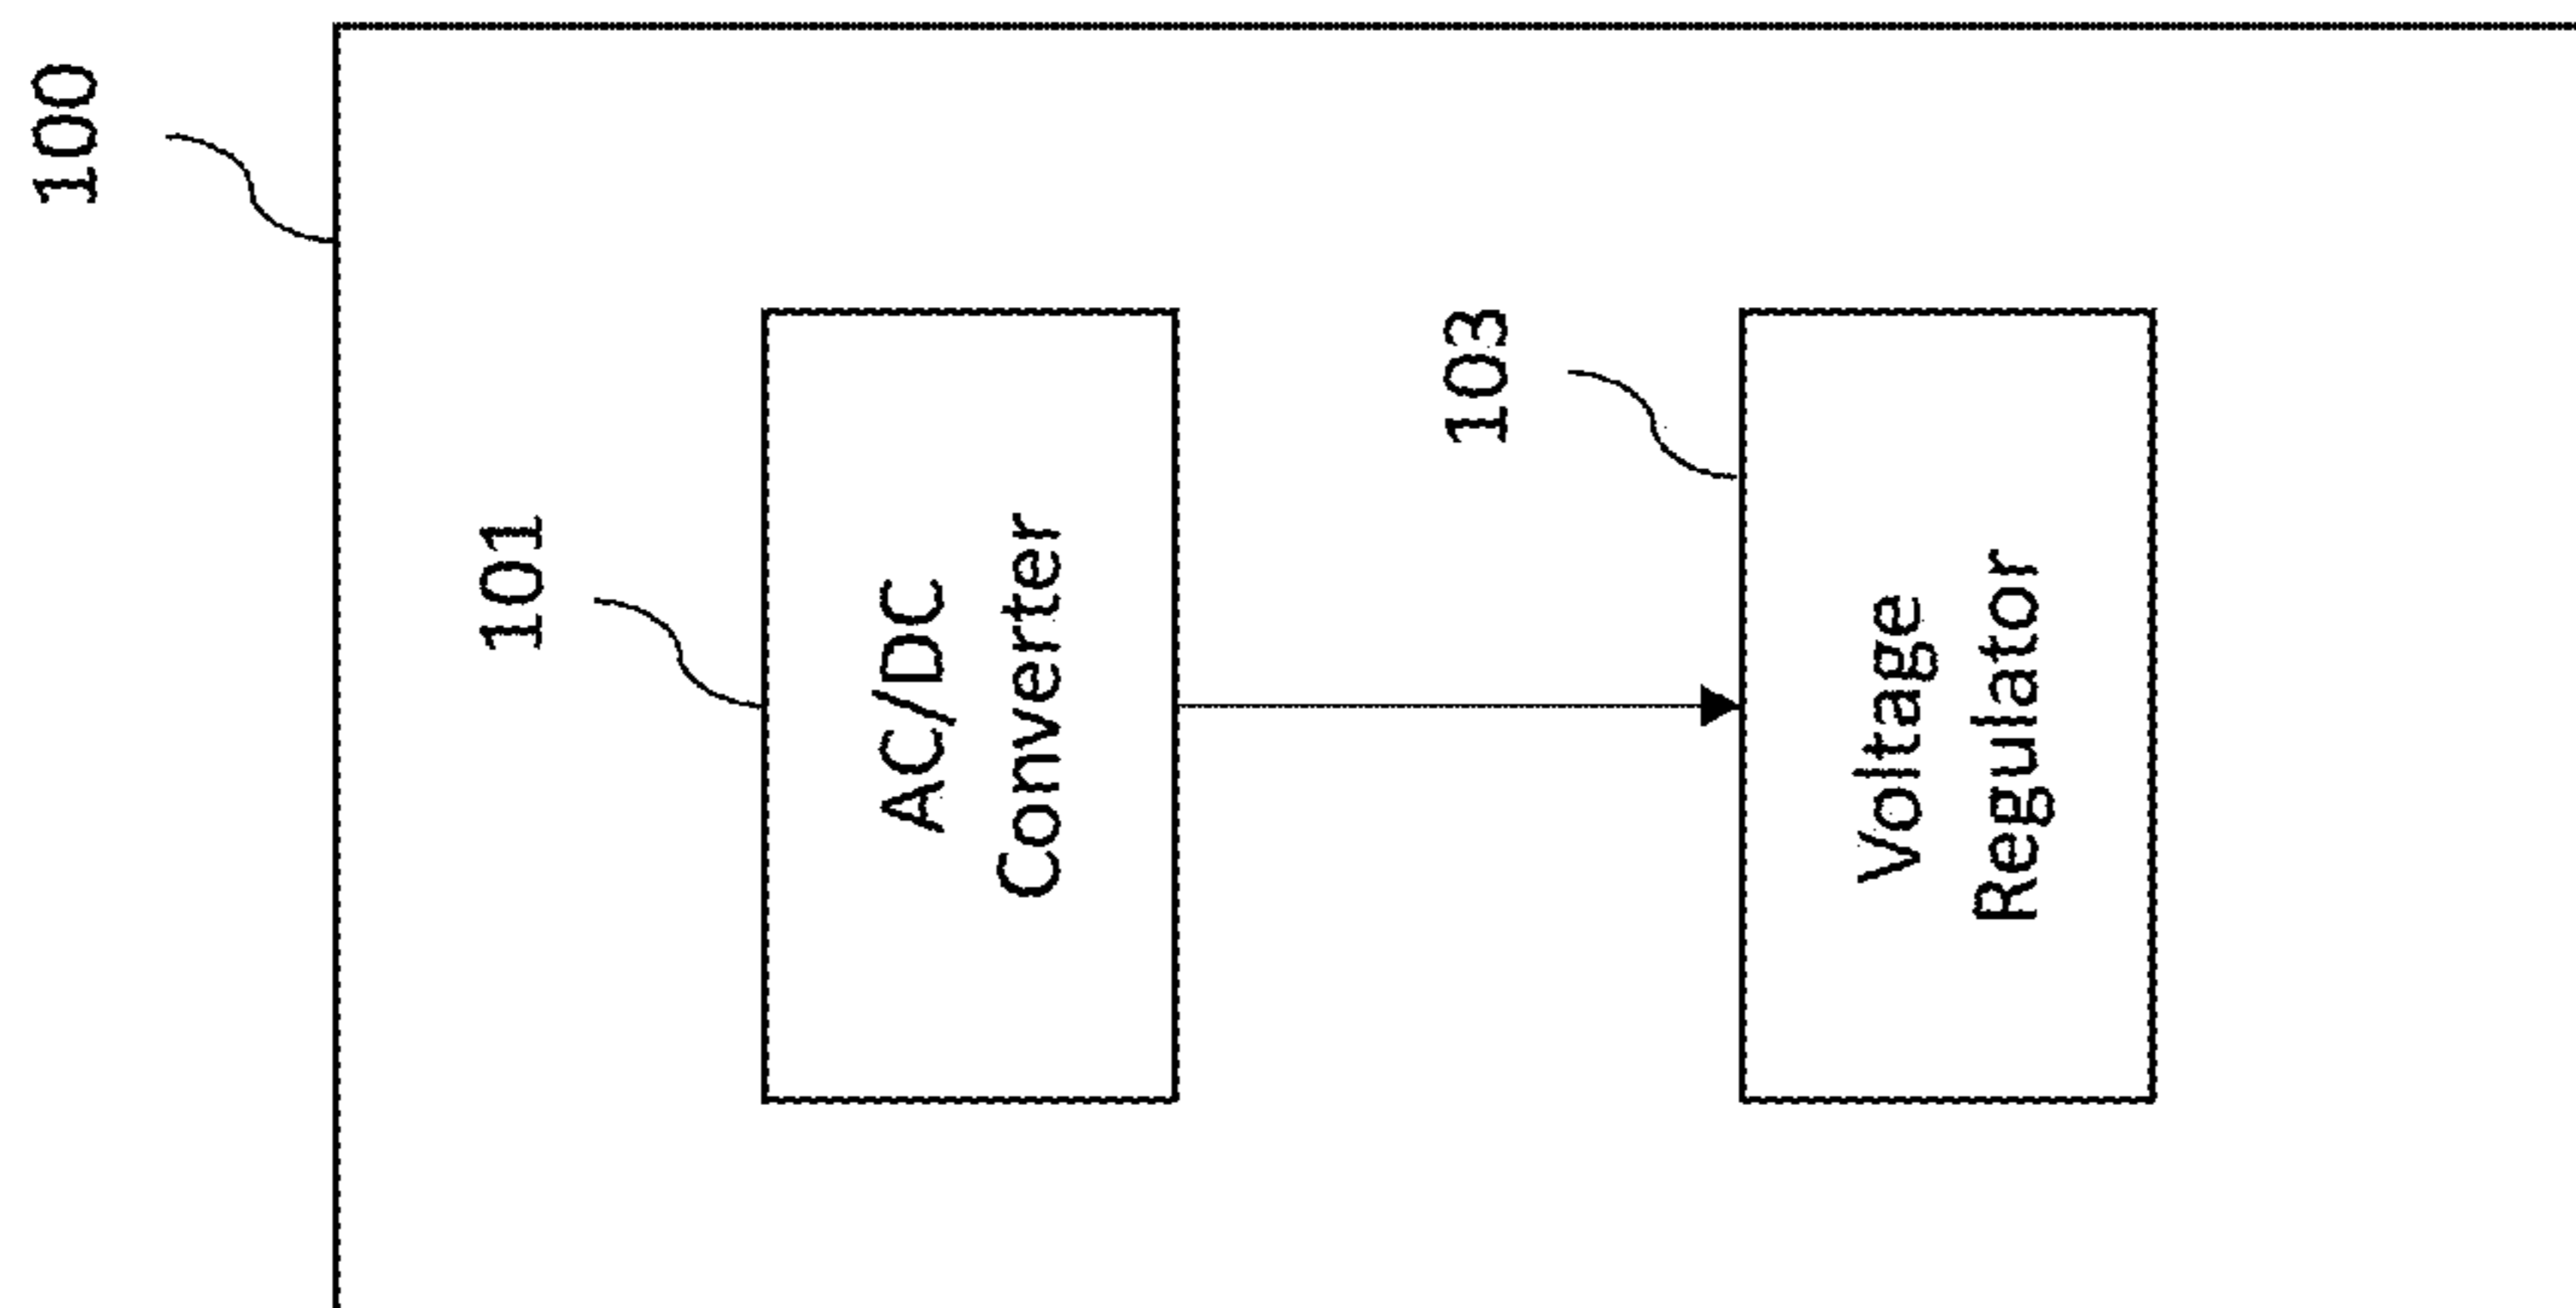 100
101
AC/DC
Converter
103
Voltage
Regulator